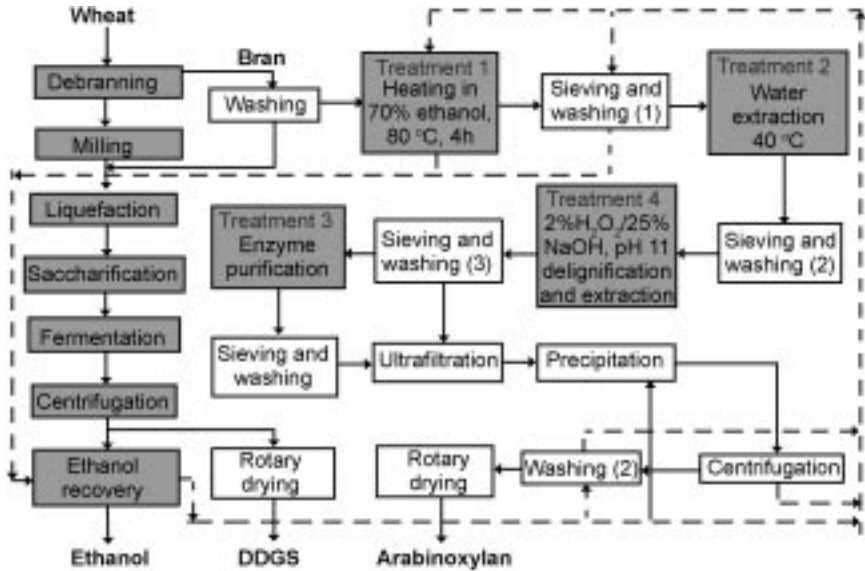 Wheat
Bran
Debranning
Washing
Treatment 1
Heating in
70% ethanol,
80 °C, 4h
Sieving and
washing (1)
Treatment 2
Water
extraction
40 °C
Milling
Liquefaction
Treatment 3
Enzyme
purification
Sieving and
washing (3)
Treatment 4
2%H₂O₂/25%
NaOH, pH 11
delignification
and extraction
Sieving and
washing (2)
Saccharification
Fermentation
Sieving and
washing
Ultrafiltration
Precipitation
Centrifugation
Ethanol
recovery
Rotary
drying
Rotary
drying
Washing (2)
Centrifugation
Ethanol
DDGS
Arabinoxylan